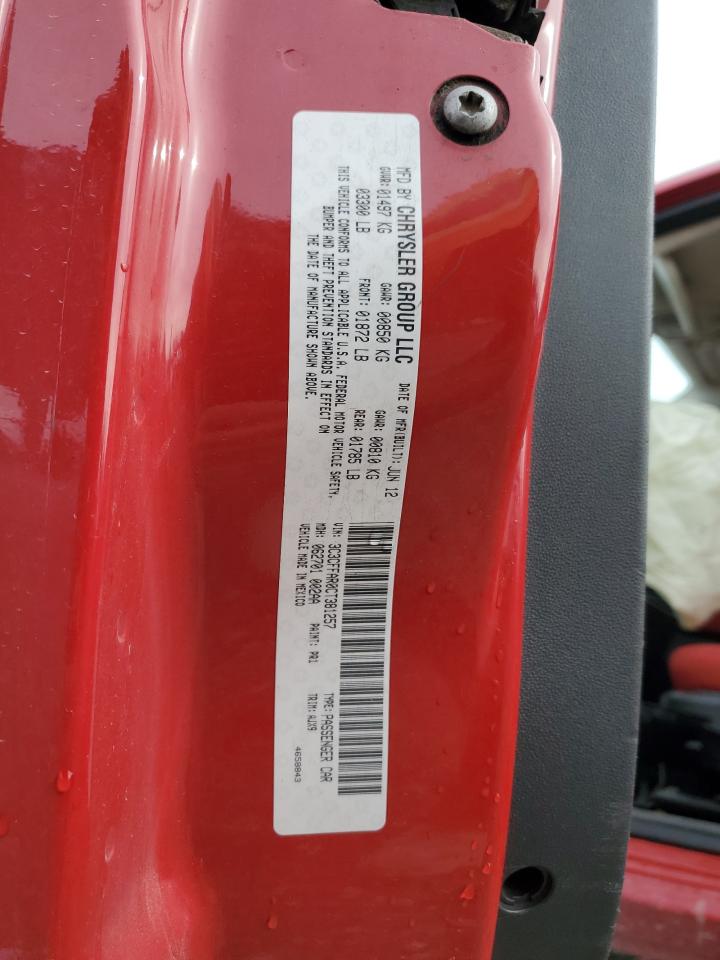 MFD BY CHRYSLER GROUP LLC
DATE OF MFR(BUILT): JUN 12
GVWR: 01497 KG GAWR: 00850 KG GAWR: 00810 KG
03300 LB FRONT: 01872 LB REAR: 01785 LB
THIS VEHICLE CONFORMS TO ALL APPLICABLE U.S.A. FEDERAL MOTOR VEHICLE SAFETY,
BUMPER AND THEFT PREVENTION STANDARDS IN EFFECT ON
THE DATE OF MANUFACTURE SHOWN ABOVE.
VIN: 3C3CFFAR0CT381257 TYPE: PASSENGER CAR
MDH: 062701 002AA PAINT: PR1 TRIM: AJX9
VEHICLE MADE IN MEXICO
4658843